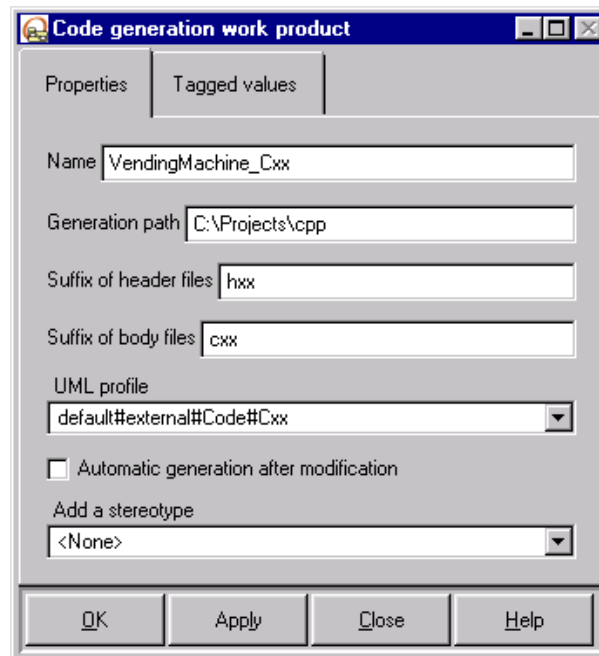 Code generation work product
Properties
Tagged values
Name VendingMachine_Cxx
Generation path C:\Projects\cpp
Suffix of header files hxx
Suffix of body files cxx
UML profile
default#external#Code#Cxx
Automatic generation after modification
Add a stereotype
<None>
OK Apply Close Help